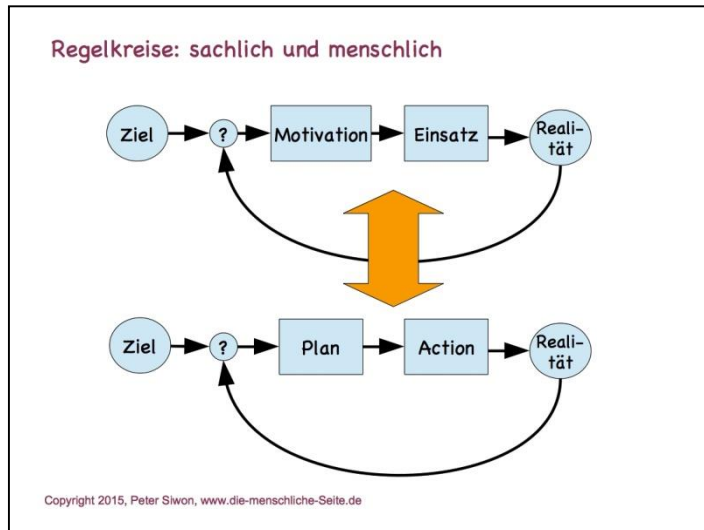 Regelkreise: sachlich und menschlich
Ziel
?
Motivation
Einsatz
Reali-
tät
Ziel
?
Plan
Action
Reali-
tät
Copyright 2015, Peter Siwon, www.die-menschliche-Seite.de